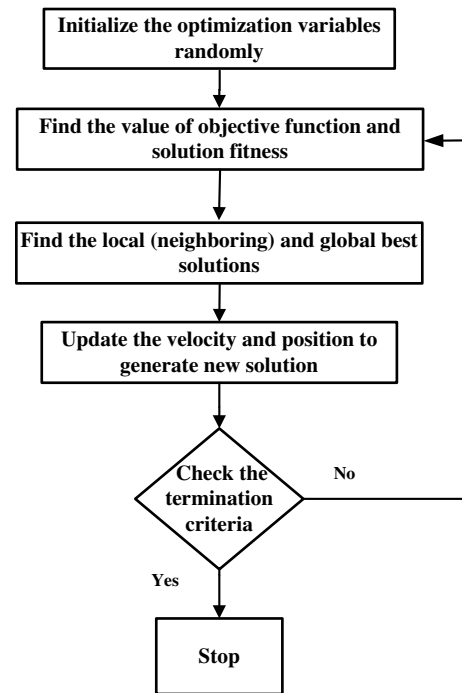 Initialize the optimization variables
randomly
Find the value of objective function and
solution fitness
Find the local (neighboring) and global best
solutions
Update the velocity and position to
generate new solution
Check the
termination
criteria
No
Yes
Stop